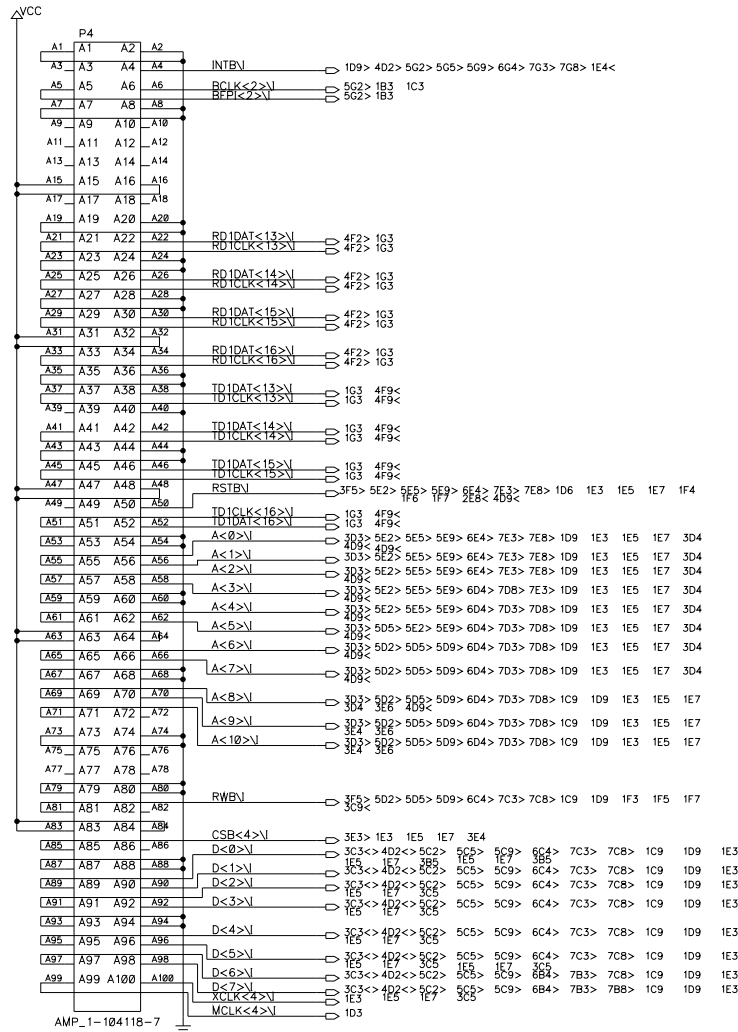 VCC
P4
A1 A1 A2 A2
A3 A3 A4 A4 INTB\I 1D9> 4D2> 5G2> 5G5> 5G9> 6G4> 7G3> 7G8> 1E4<
A5 A5 A6 A6 BCLK<2>\I 5G2> 1B3 1C3
BFPI<2>\I 5G2> 1B3
A7 A7 A8 A8
A9 A9 A10 A10
A11 A11 A12 A12
A13 A13 A14 A14
A15 A15 A16 A16
A17 A17 A18 A18
A19 A19 A20 A20
A21 A21 A22 A22 RD1DAT<13>\I 4F2> 1G3
RD1CLK<13>\I 4F2> 1G3
A23 A23 A24 A24
A25 A25 A26 A26 RD1DAT<14>\I 4F2> 1G3
RD1CLK<14>\I 4F2> 1G3
A27 A27 A28 A28
A29 A29 A30 A30 RD1DAT<15>\I 4F2> 1G3
RD1CLK<15>\I 4F2> 1G3
A31 A31 A32 A32
A33 A33 A34 A34 RD1DAT<16>\I 4F2> 1G3
RD1CLK<16>\I 4F2> 1G3
A35 A35 A36 A36
A37 A37 A38 A38 TD1DAT<13>\I 1G3 4F9<
TD1CLK<13>\I 1G3 4F9<
A39 A39 A40 A40
A41 A41 A42 A42 TD1DAT<14>\I 1G3 4F9<
TD1CLK<14>\I 1G3 4F9<
A43 A43 A44 A44
A45 A45 A46 A46 TD1DAT<15>\I 1G3 4F9<
TD1CLK<15>\I 1G3 4F9<
A47 A47 A48 A48
A49 A49 A50 A50 RSTB\I 3F5> 5E2> 5E5> 5E9> 6E4> 7E3> 7E8> 1D6 1E3 1E5 1E7 1F4
1F6 1F7 2E8< 4D9<
A51 A51 A52 A52 TD1CLK<16>\I 1G3 4F9<
TD1DAT<16>\I 1G3 4F9<
A53 A53 A54 A54 A<0>\I 3D3> 5E2> 5E5> 5E9> 6E4> 7E3> 7E8> 1D9 1E3 1E5 1E7 3D4
4D9< 4D9<
A55 A55 A56 A56 A<1>\I 3D3> 5E2> 5E5> 5E9> 6E4> 7E3> 7E8> 1D9 1E3 1E5 1E7 3D4
A<2>\I 3D3> 5E2> 5E5> 5E9> 6E4> 7E3> 7E8> 1D9 1E3 1E5 1E7 3D4
4D9<
A57 A57 A58 A58 A<3>\I 3D3> 5E2> 5E5> 5E9> 6D4> 7D8> 7E3> 1D9 1E3 1E5 1E7 3D4
4D9<
A59 A59 A60 A60 A<4>\I 3D3> 5E2> 5E5> 5E9> 6D4> 7D3> 7D8> 1D9 1E3 1E5 1E7 3D4
4D9<
A61 A61 A62 A62 A<5>\I 3D3> 5D5> 5E2> 5E9> 6D4> 7D3> 7D8> 1D9 1E3 1E5 1E7 3D4
4D9<
A63 A63 A64 A64 A<6>\I 3D3> 5D2> 5D5> 5E9> 6D4> 7D3> 7D8> 1D9 1E3 1E5 1E7 3D4
4D9<
A65 A65 A66 A66
A67 A67 A68 A68 A<7>\I 3D3> 5D2> 5D5> 5E9> 6D4> 7D3> 7D8> 1D9 1E3 1E5 1E7 3D4
4D9<
A69 A69 A70 A70 A<8>\I 3D3> 5D2> 5D5> 5D9> 6D4> 7D3> 7D8> 1C9 1D9 1E3 1E5 1E7
3D4 3E6 4D9<
A71 A71 A72 A72 A<9>\I 3D3> 5D2> 5D5> 5D9> 6D4> 7D3> 7D8> 1C9 1D9 1E3 1E5 1E7
3E4 3E6
A73 A73 A74 A74 A<10>\I 3D3> 5D2> 5D5> 5D9> 6D4> 7D3> 7D8> 1C9 1D9 1E3 1E5 1E7
3E4 3E6
A75 A75 A76 A76
A77 A77 A78 A78
A79 A79 A80 A80
A81 A81 A82 A82 RWB\I 3F5> 5D2> 5D5> 5D9> 6C4> 7C3> 7C8> 1C9 1D9 1F3 1F5 1F7
3C9<
A83 A83 A84 A84
A85 A85 A86 A86 CSB<4>\I 3E3> 1E3 1E5 1E7 3E4
D<0>\I 3C3<> 4D2<> 5C2> 5C5> 5C9> 6C4> 7C3> 7C8> 1C9 1D9 1E3
1E5 1E7 3B5 1E5 1E7 3B5
A87 A87 A88 A88 D<1>\I 3C3<> 4D2<> 5C2> 5C5> 5C9> 6C4> 7C3> 7C8> 1C9 1D9 1E3
A89 A89 A90 A90 D<2>\I 3C3<> 4D2<> 5C2> 5C5> 5C9> 6C4> 7C3> 7C8> 1C9 1D9 1E3
1E5 1E7 3C5
A91 A91 A92 A92 D<3>\I 3C3<> 4D2<> 5C2> 5C5> 5C9> 6C4> 7C3> 7C8> 1C9 1D9 1E3
1E5 1E7 3C5
A93 A93 A94 A94 D<4>\I 3C3<> 4D2<> 5C2> 5C5> 5C9> 6C4> 7C3> 7C8> 1C9 1D9 1E3
1E5 1E7 3C5
A95 A95 A96 A96 D<5>\I 3C3<> 4D2<> 5C2> 5C5> 5C9> 6C4> 7C3> 7C8> 1C9 1D9 1E3
1E5 1E7 3C5 1E5 1E7 3C5
A97 A97 A98 A98 D<6>\I 3C3<> 4D2<> 5C2> 5C5> 5C9> 6B4> 7B3> 7C8> 1C9 1D9 1E3
A99 A99 A100 A100 D<7>\I 3C3<> 4D2<> 5C2> 5C5> 5C9> 6B4> 7B3> 7B8> 1C9 1D9 1E3
XCLK<4>\I 1E3 1E5 1E7 3C5
MCLK<4>\I 1D3
AMP_1-104118-7